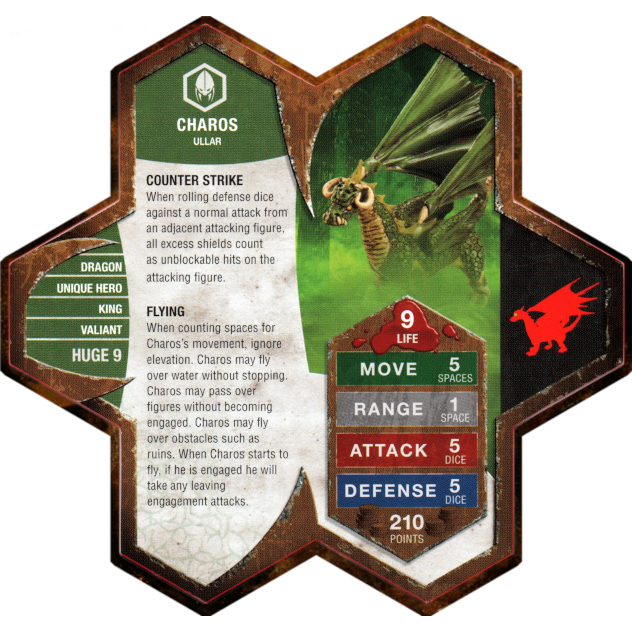 CHAROS
ULLAR
COUNTER STRIKE
When rolling defense dice
against a normal attack from
an adjacent attacking figure,
all excess shields count
as unblockable hits on the
attacking figure.
FLYING
When counting spaces for
Charos's movement, ignore
elevation. Charos may fly
over water without stopping.
Charos may pass over
figures without becoming
engaged. Charos may fly
over obstacles such as
ruins. When Charos starts to
fly, if he is engaged he will
take any leaving
engagement attacks.
DRAGON
UNIQUE HERO
KING
VALIANT
HUGE 9
9
LIFE
MOVE 5
SPACES
RANGE 1
SPACE
ATTACK 5
DICE
DEFENSE 5
DICE
210
POINTS